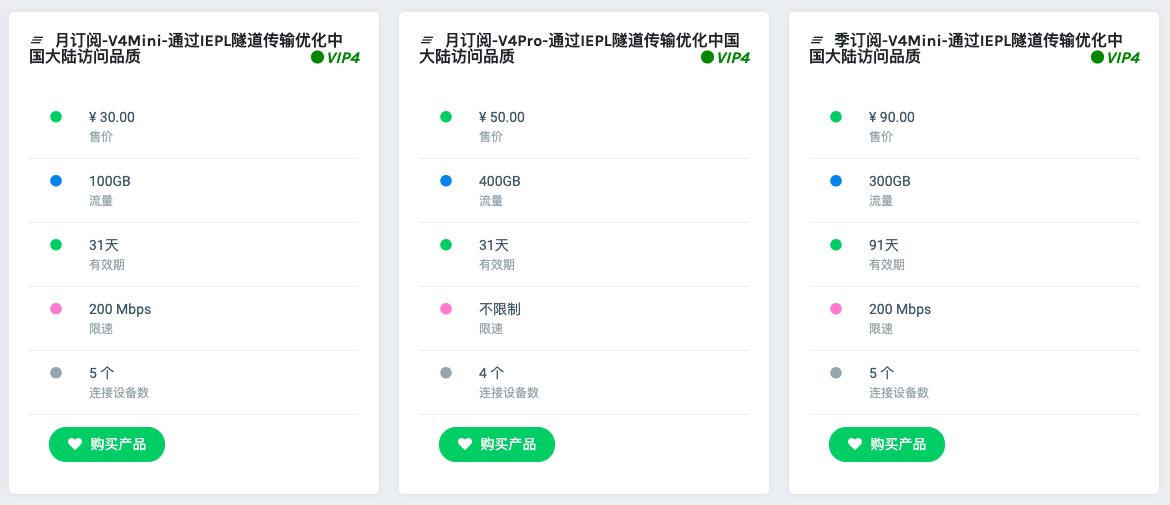 月订阅-V4Mini-通过IEPL隧道传输优化中
国大陆访问品质
VIP4
¥ 30.00
售价
100GB
流量
31天
有效期
200 Mbps
限速
5 个
连接设备数
购买产品
月订阅-V4Pro-通过IEPL隧道传输优化中国
大陆访问品质
VIP4
¥ 50.00
售价
400GB
流量
31天
有效期
不限制
限速
4 个
连接设备数
购买产品
季订阅-V4Mini-通过IEPL隧道传输优化中
国大陆访问品质
VIP4
¥ 90.00
售价
300GB
流量
91天
有效期
200 Mbps
限速
5 个
连接设备数
购买产品